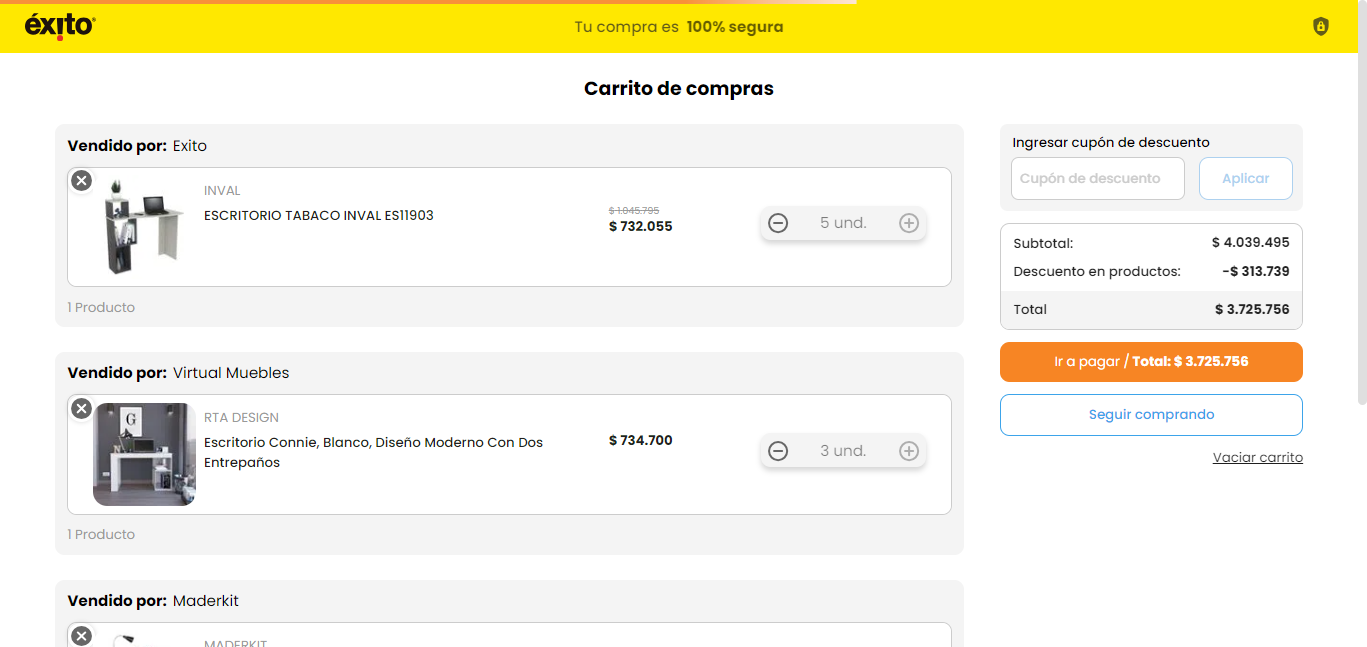 éxito
Tu compra es 100% segura
Carrito de compras
Vendido por: Exito
INVAL
ESCRITORIO TABACO INVAL ES11903
$ 1.045.795
$ 732.055
5 und.
1 Producto
Vendido por: Virtual Muebles
G
RTA DESIGN
Escritorio Connie, Blanco, Diseño Moderno Con Dos
Entrepaños
$ 734.700
3 und.
1 Producto
Vendido por: Maderkit
MADERKIT
Ingresar cupón de descuento
Cupón de descuento
Aplicar
Subtotal: $ 4.039.495
Descuento en productos: -$ 313.739
Total $ 3.725.756
Ir a pagar / Total: $ 3.725.756
Seguir comprando
Vaciar carrito